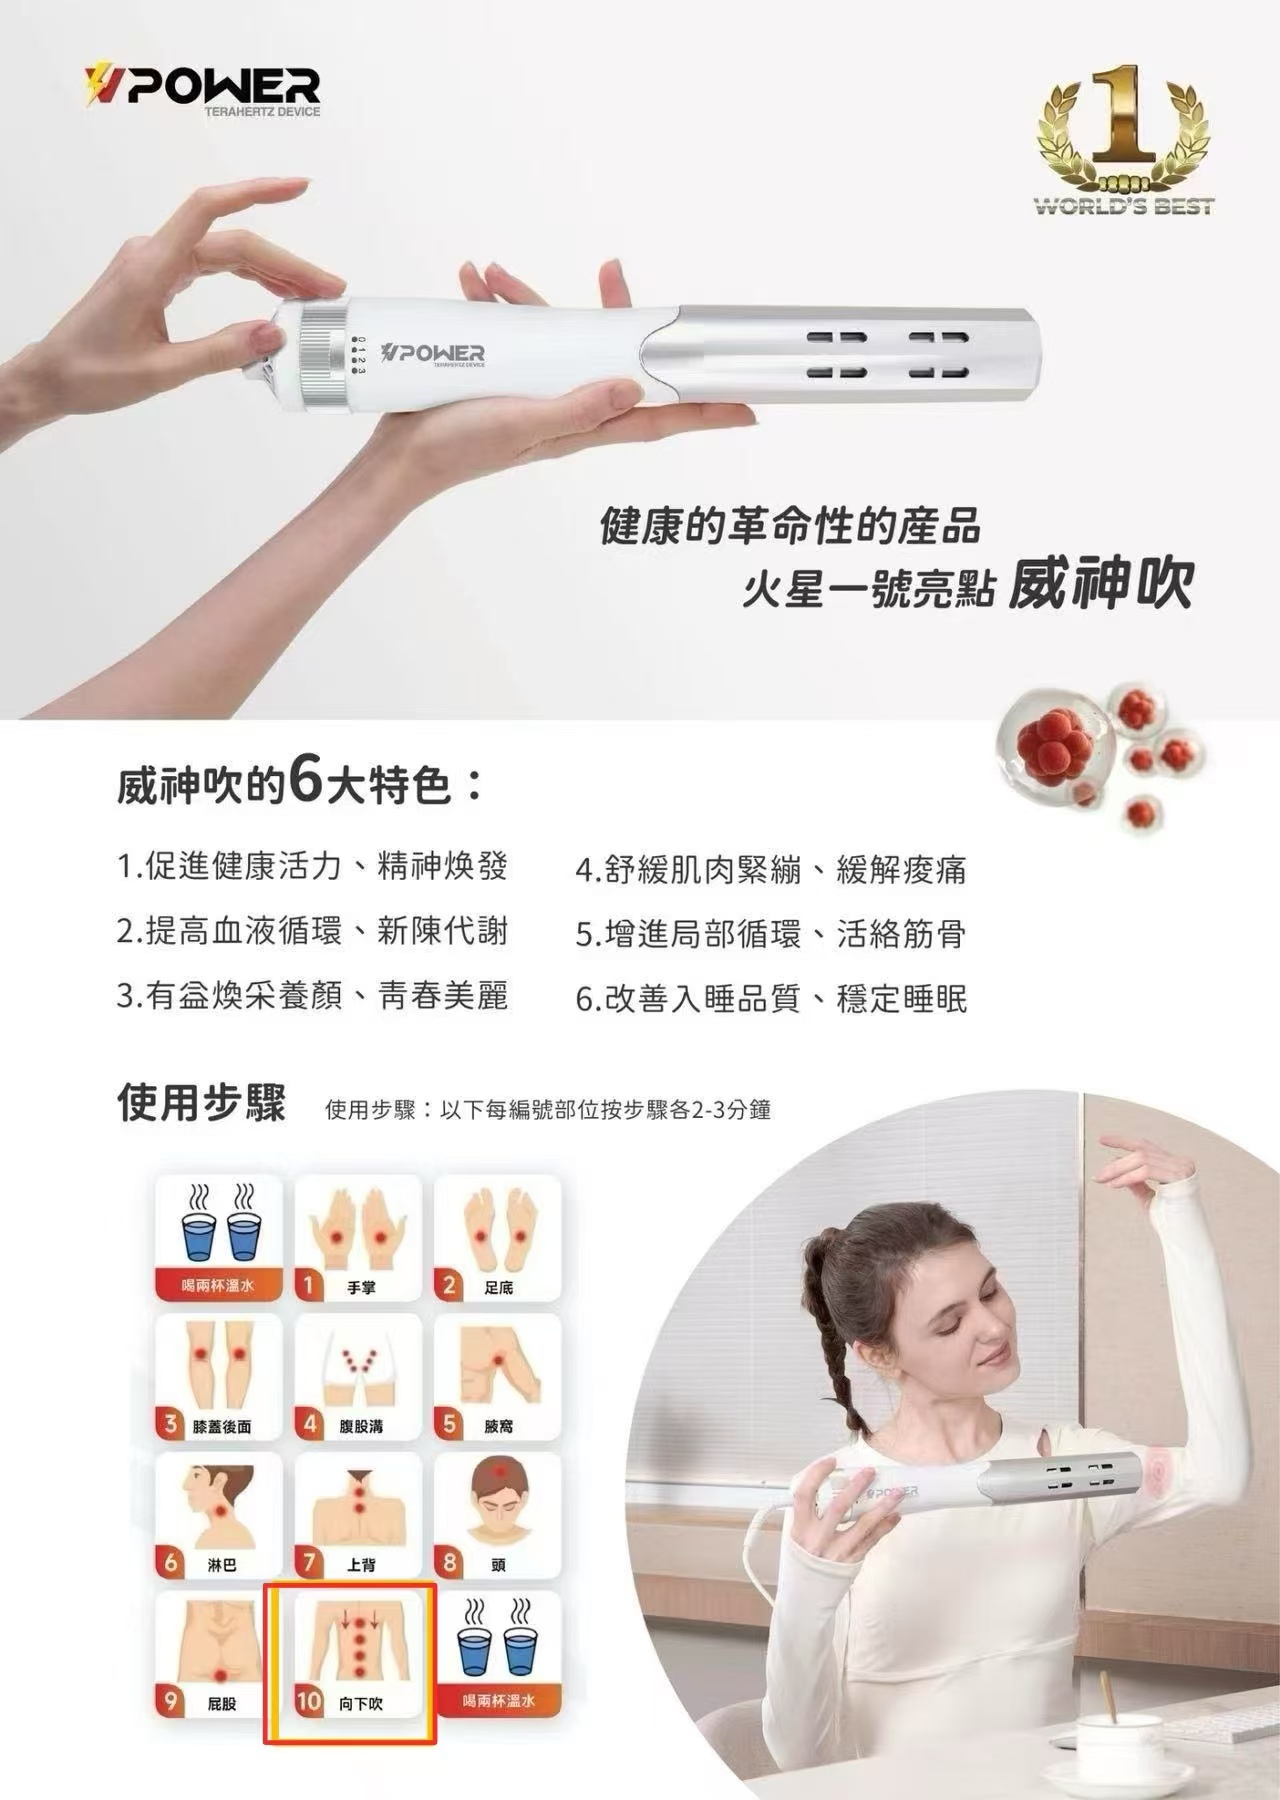 VPOWER
TERAHERTZ DEVICE
1
WORLD'S BEST
0
1
2
3
VPOWER
TERAHERTZ DEVICE
健康的革命性的産品
火星一號亮點 威神吹
威神吹的6大特色：
1.促進健康活力、精神焕發
2.提高血液循環、新陳代謝
3.有益煥采養顏、青春美麗
4.舒緩肌肉緊繃、緩解痠痛
5.增進局部循環、活絡筋骨
6.改善入睡品質、穩定睡眠
使用步驟
使用步驟：以下每編號部位按步驟各2-3分鐘
喝兩杯溫水
1 手掌
2 足底
3 膝蓋後面
4 腹股溝
5 腋窩
6 淋巴
7 上背
8 頭
9 屁股
10 向下吹
喝兩杯溫水
VPOWER